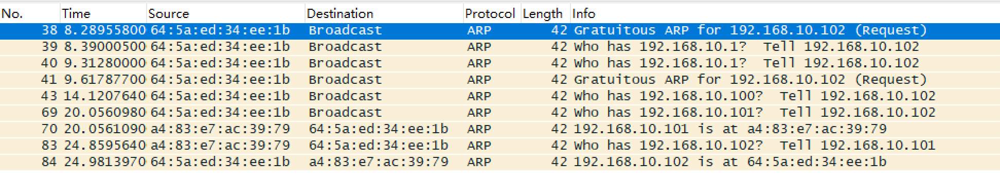 No. Time Source Destination Protocol Length Info
38 8.28955800 64:5a:ed:34:ee:1b Broadcast ARP 42 Gratuitous ARP for 192.168.10.102 (Request)
39 8.39000500 64:5a:ed:34:ee:1b Broadcast ARP 42 Who has 192.168.10.1? Tell 192.168.10.102
40 9.31280000 64:5a:ed:34:ee:1b Broadcast ARP 42 Who has 192.168.10.1? Tell 192.168.10.102
41 9.61787700 64:5a:ed:34:ee:1b Broadcast ARP 42 Gratuitous ARP for 192.168.10.102 (Request)
43 14.1207640 64:5a:ed:34:ee:1b Broadcast ARP 42 Who has 192.168.10.100? Tell 192.168.10.102
69 20.0560980 64:5a:ed:34:ee:1b Broadcast ARP 42 Who has 192.168.10.101? Tell 192.168.10.102
70 20.0561090 a4:83:e7:ac:39:79 64:5a:ed:34:ee:1b ARP 42 192.168.10.101 is at a4:83:e7:ac:39:79
83 24.8595640 a4:83:e7:ac:39:79 64:5a:ed:34:ee:1b ARP 42 Who has 192.168.10.102? Tell 192.168.10.101
84 24.9813970 64:5a:ed:34:ee:1b a4:83:e7:ac:39:79 ARP 42 192.168.10.102 is at 64:5a:ed:34:ee:1b